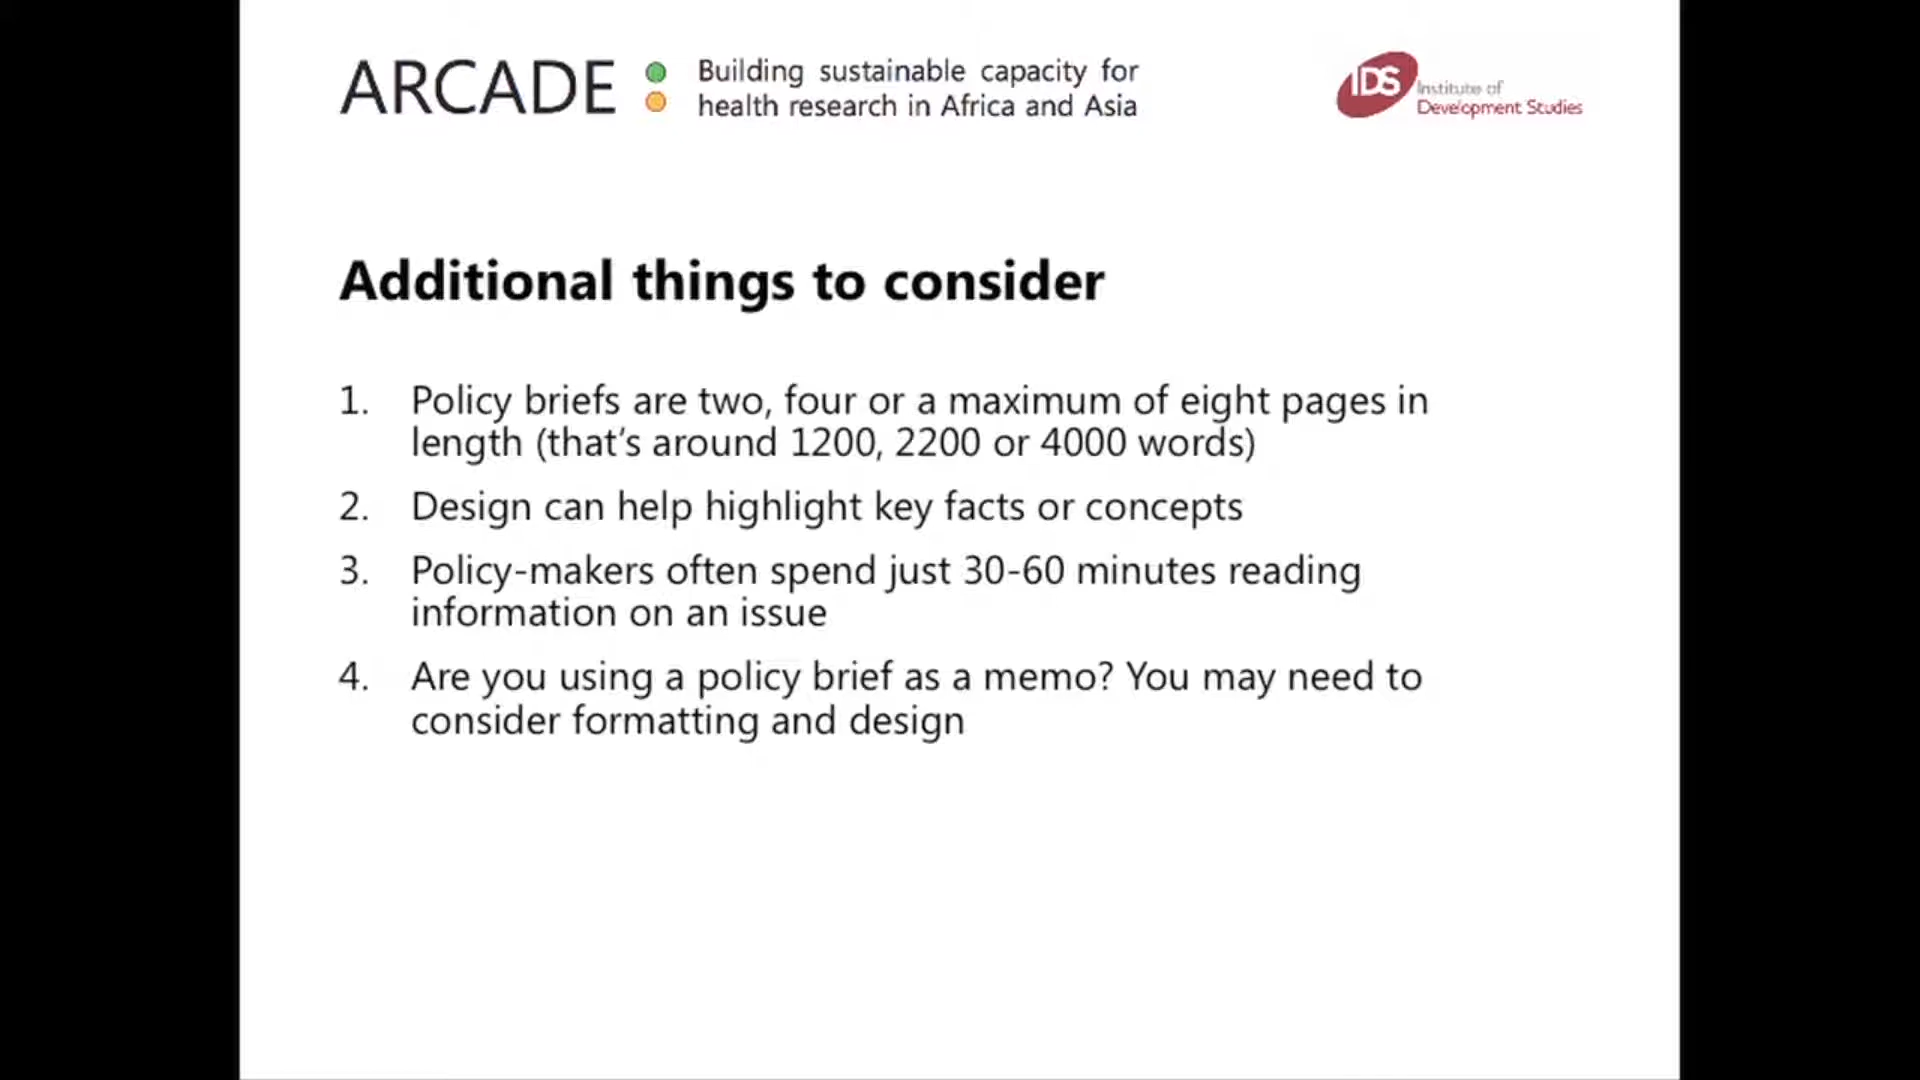 ARCADE
Building sustainable capacity for
health research in Africa and Asia
IDS
Institute of
Development Studies
Additional things to consider
1. Policy briefs are two, four or a maximum of eight pages in
length (that's around 1200, 2200 or 4000 words)
2. Design can help highlight key facts or concepts
3. Policy-makers often spend just 30-60 minutes reading
information on an issue
4. Are you using a policy brief as a memo? You may need to
consider formatting and design